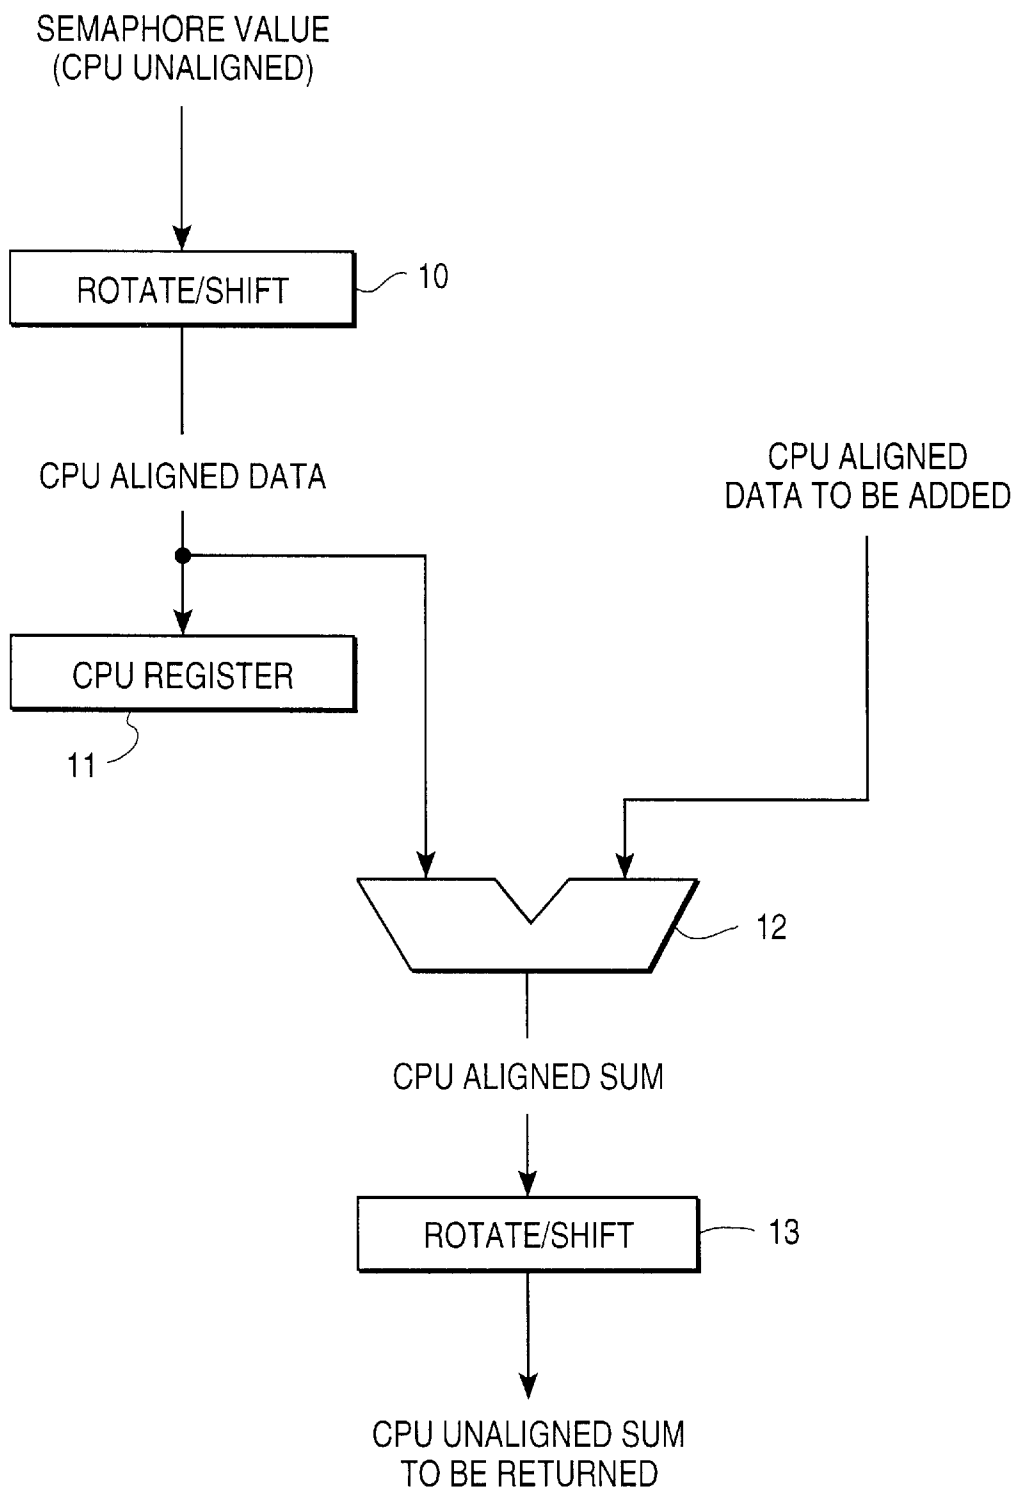 SEMAPHORE VALUE
(CPU UNALIGNED)
ROTATE/SHIFT
10
CPU ALIGNED DATA
CPU ALIGNED
DATA TO BE ADDED
CPU REGISTER
11
12
CPU ALIGNED SUM
ROTATE/SHIFT
13
CPU UNALIGNED SUM
TO BE RETURNED